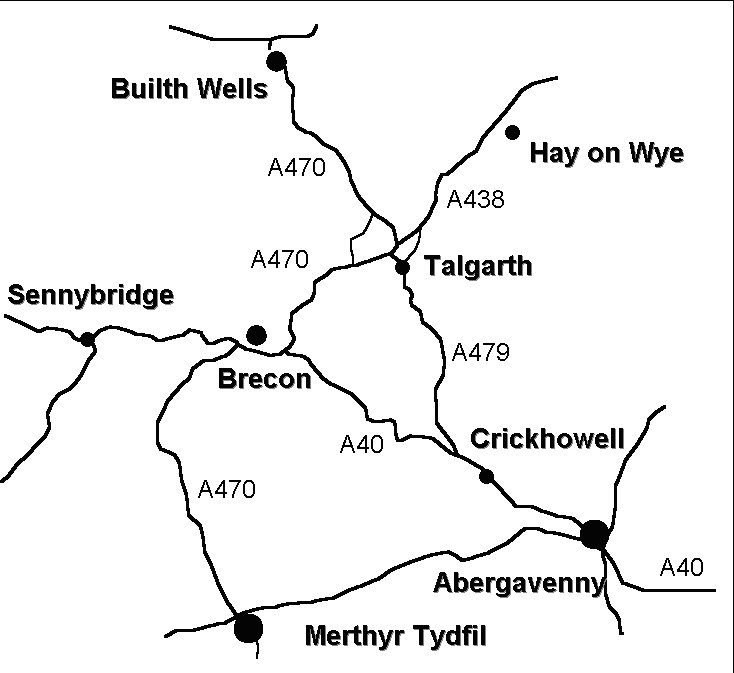 Builth Wells
Hay on Wye
A470
A438
A470
Talgarth
Sennybridge
A479
Brecon
Crickhowell
A40
A470
A40
Abergavenny
Merthyr Tydfil